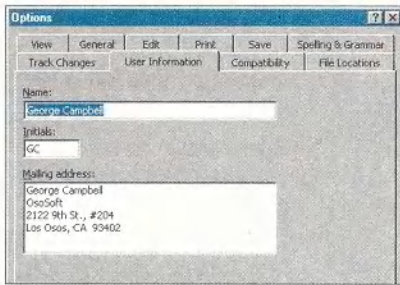 Options
View General Edit Print Save Spelling & Grammar
Track Changes User Information Compatibility File Locations
Name:
George Campbell
Initials:
GC
Mailing address:
George Campbell
OsoSoft
2122 9th St., #204
Los Osos, CA 93402